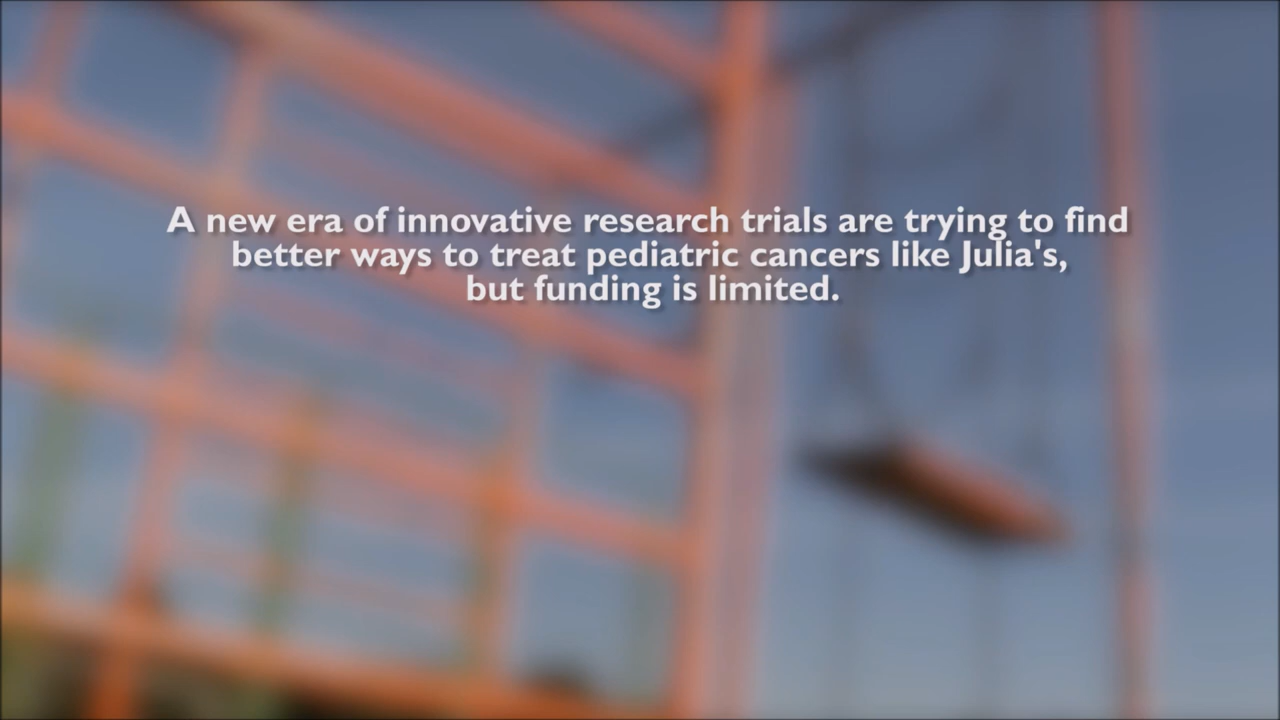 A new era of innovative research trials are trying to find
better ways to treat pediatric cancers like Julia's,
but funding is limited.